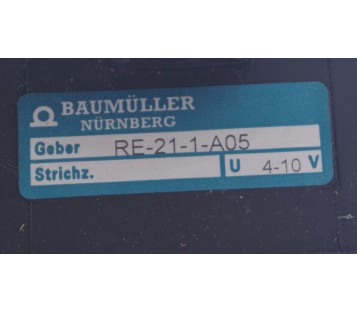 BAUMÜLLER
NÜRNBERG
Geber RE-21-1-A05
Strichz. U 4-10 V